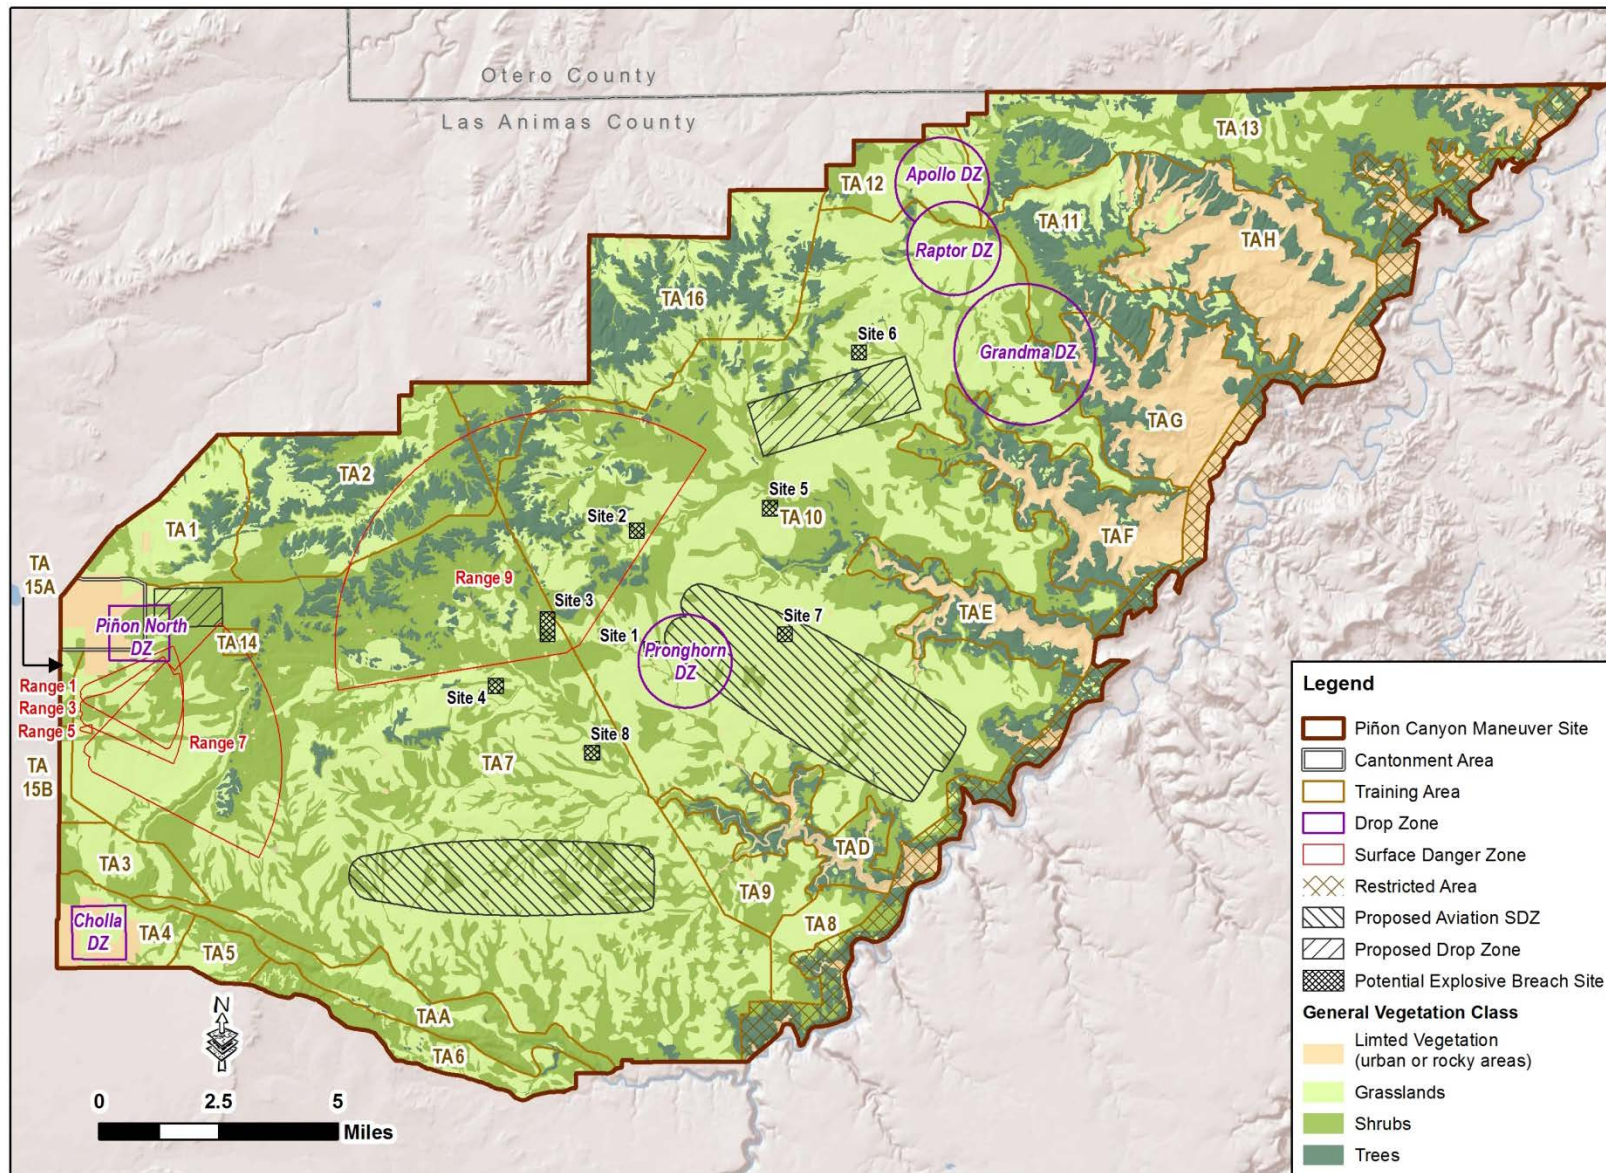 Otero County
Las Animas County
TA 13
Apollo DZ
TA 12
TA 11
Raptor DZ
TA H
TA 16
Site 6
Grandma DZ
TA G
TA 2
Site 5
TA 10
Site 2
TA 1
TA F
TA
15A
Range 9
Site 3
Site 1
Site 7
TA E
Piñon North
DZ
TA 14
Pronghorn
DZ
Range 1
Range 3
Range 5
Range 7
Site 4
Site 8
TA 7
TA
15B
TA 3
TA D
TA 9
TA 8
Cholla
DZ
TA 4
TA 5
TA A
TA 6
N
0 2.5 5
Miles
Legend
Piñon Canyon Maneuver Site
Cantonment Area
Training Area
Drop Zone
Surface Danger Zone
Restricted Area
Proposed Aviation SDZ
Proposed Drop Zone
Potential Explosive Breach Site
General Vegetation Class
Limted Vegetation
(urban or rocky areas)
Grasslands
Shrubs
Trees